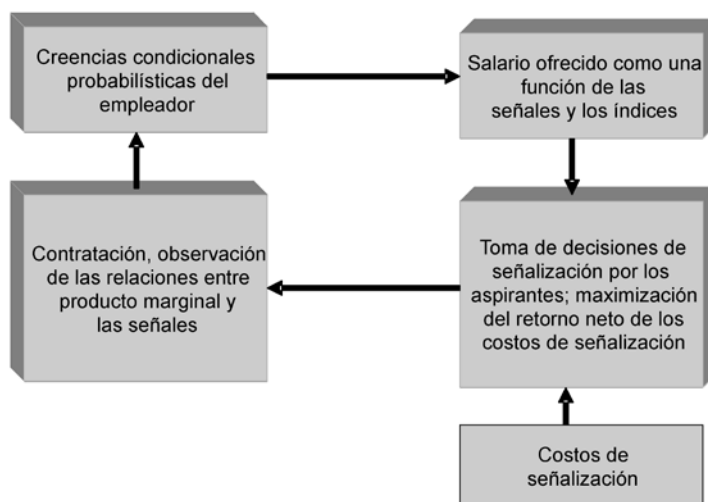 Creencias condicionales
probabilísticas del
empleador
Salario ofrecido como una
función de las
señales y los índices
Contratación, observación
de las relaciones entre
producto marginal y
las señales
Toma de decisiones de
señalización por los
aspirantes; maximización
del retorno neto de los
costos de señalización
Costos de
señalización